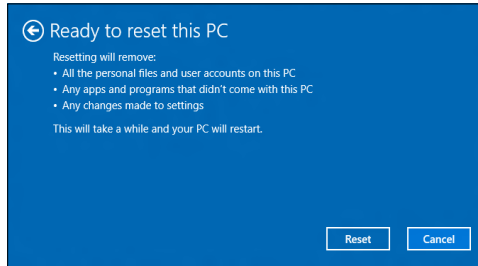 Ready to reset this PC
Resetting will remove:
• All the personal files and user accounts on this PC
• Any apps and programs that didn't come with this PC
• Any changes made to settings
This will take a while and your PC will restart.
Reset Cancel